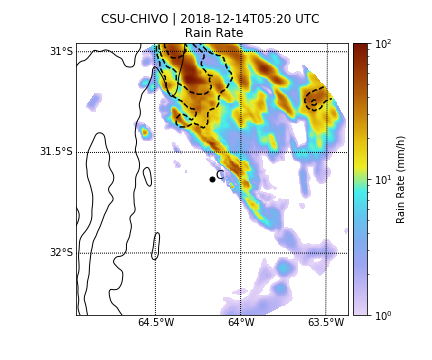 CSU-CHIVO | 2018-12-14T05:20 UTC
Rain Rate
31°S
31.5°S
32°S
64.5°W
64°W
63.5°W
C
10²
10¹
10⁰
Rain Rate (mm/h)